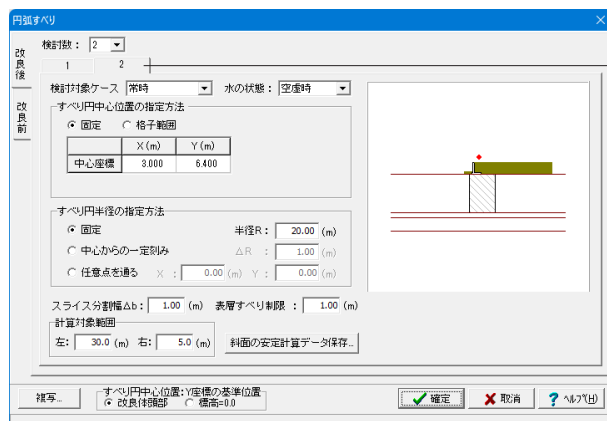 円弧すべり
改良後
改良前
検討数： 2
1 2
検討対象ケース 常時 水の状態： 空虚時
すべり円中心位置の指定方法
固定 格子範囲
X(m) Y(m)
中心座標 3.000 6.400
すべり円半径の指定方法
固定 半径R： 20.00 (m)
中心からの一定刻み ΔR ： 1.00 (m)
任意点を通る X ： 0.00 (m) Y ： 0.00 (m)
スライス分割幅Δb： 1.00 (m) 表層すべり制限 ： 1.00 (m)
計算対象範囲
左： 30.0 (m) 右： 5.0 (m) 斜面の安定計算データ保存...
複写... すべり円中心位置：Y座標の基準位置
改良体頭部 標高=0.0
確定 取消 ? ヘルプ(H)